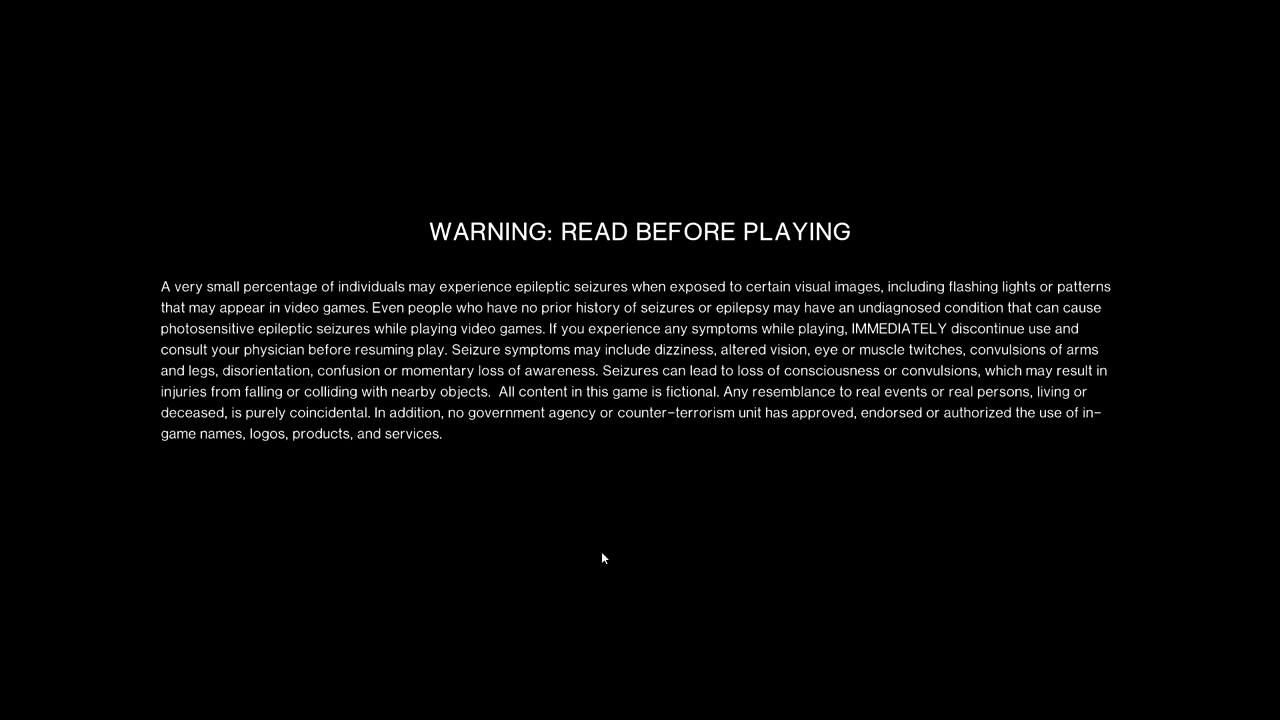 WARNING: READ BEFORE PLAYING
A very small percentage of individuals may experience epileptic seizures when exposed to certain visual images, including flashing lights or patterns
that may appear in video games. Even people who have no prior history of seizures or epilepsy may have an undiagnosed condition that can cause
photosensitive epileptic seizures while playing video games. If you experience any symptoms while playing, IMMEDIATELY discontinue use and
consult your physician before resuming play. Seizure symptoms may include dizziness, altered vision, eye or muscle twitches, convulsions of arms
and legs, disorientation, confusion or momentary loss of awareness. Seizures can lead to loss of consciousness or convulsions, which may result in
injuries from falling or colliding with nearby objects.  All content in this game is fictional. Any resemblance to real events or real persons, living or
deceased, is purely coincidental. In addition, no government agency or counter-terrorism unit has approved, endorsed or authorized the use of in-
game names, logos, products, and services.